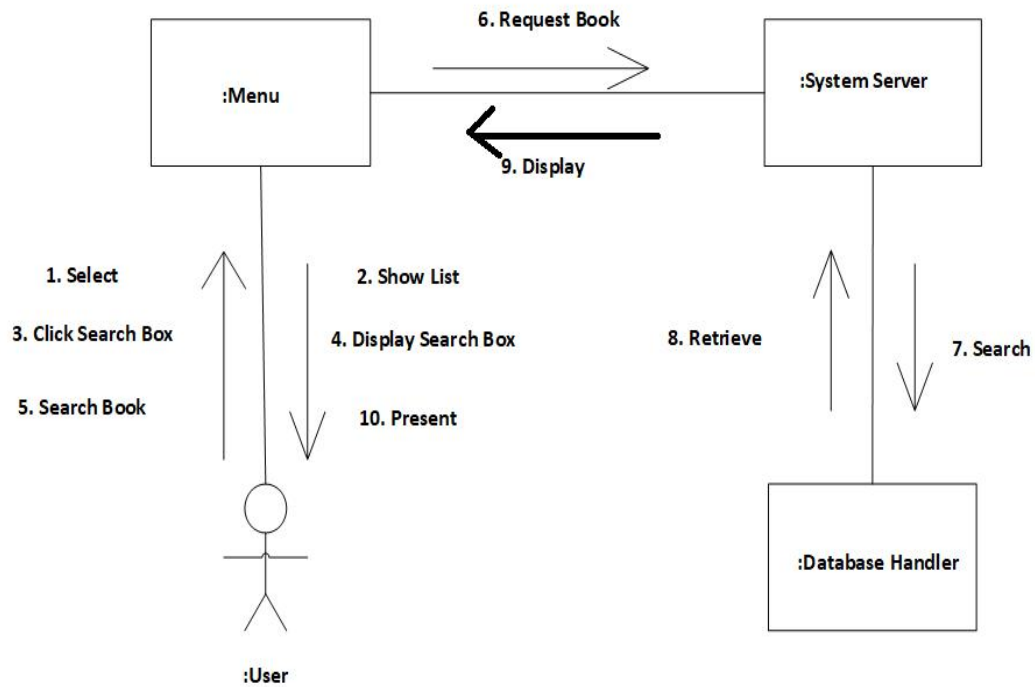 6. Request Book
:Menu
:System Server
9. Display
1. Select
2. Show List
3. Click Search Box
4. Display Search Box
8. Retrieve
7. Search
5. Search Book
10. Present
:Database Handler
:User